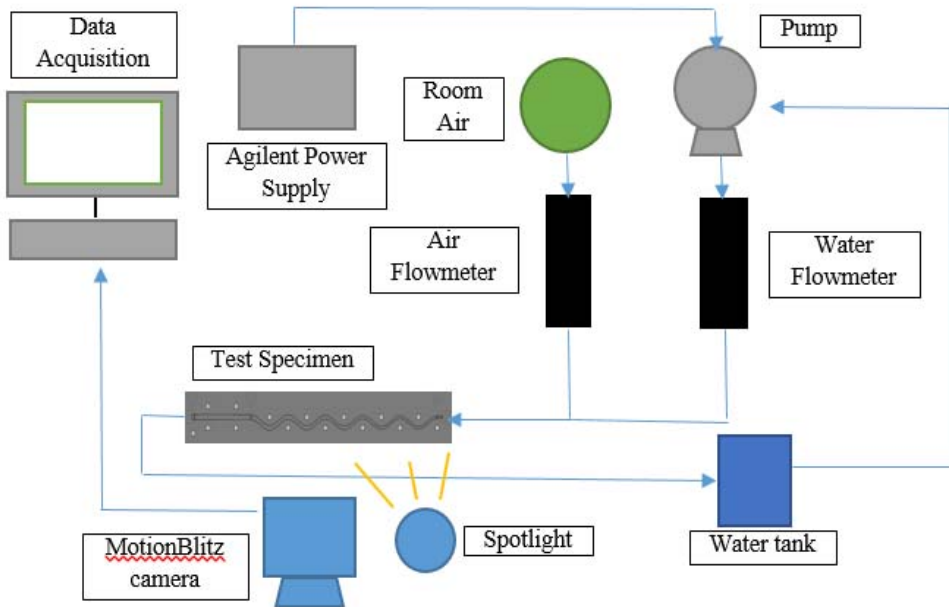 Data
Acquisition
Agilent Power
Supply
Room
Air
Pump
Air
Flowmeter
Water
Flowmeter
Test Specimen
MotionBlitz
camera
Spotlight
Water tank